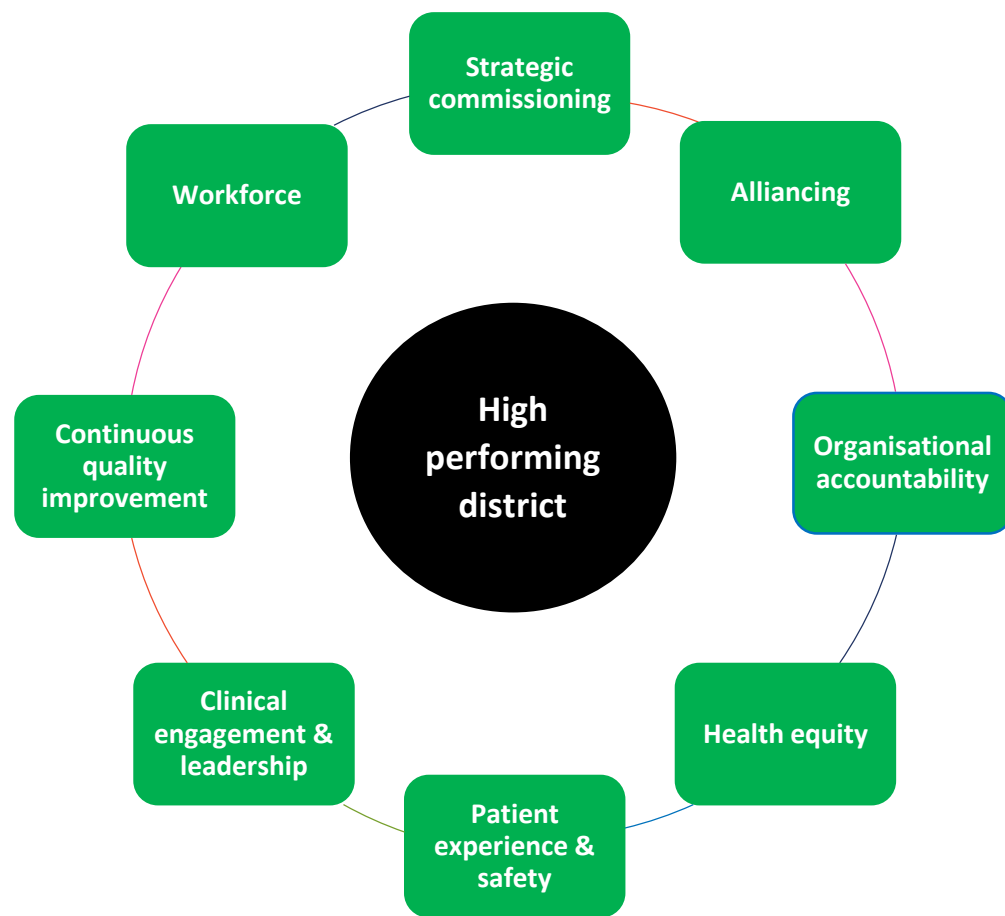 Strategic
commissioning
Alliancing
Organisational
accountability
Health equity
Patient
experience &
safety
Clinical
engagement &
leadership
Continuous
quality
improvement
Workforce
High
performing
district